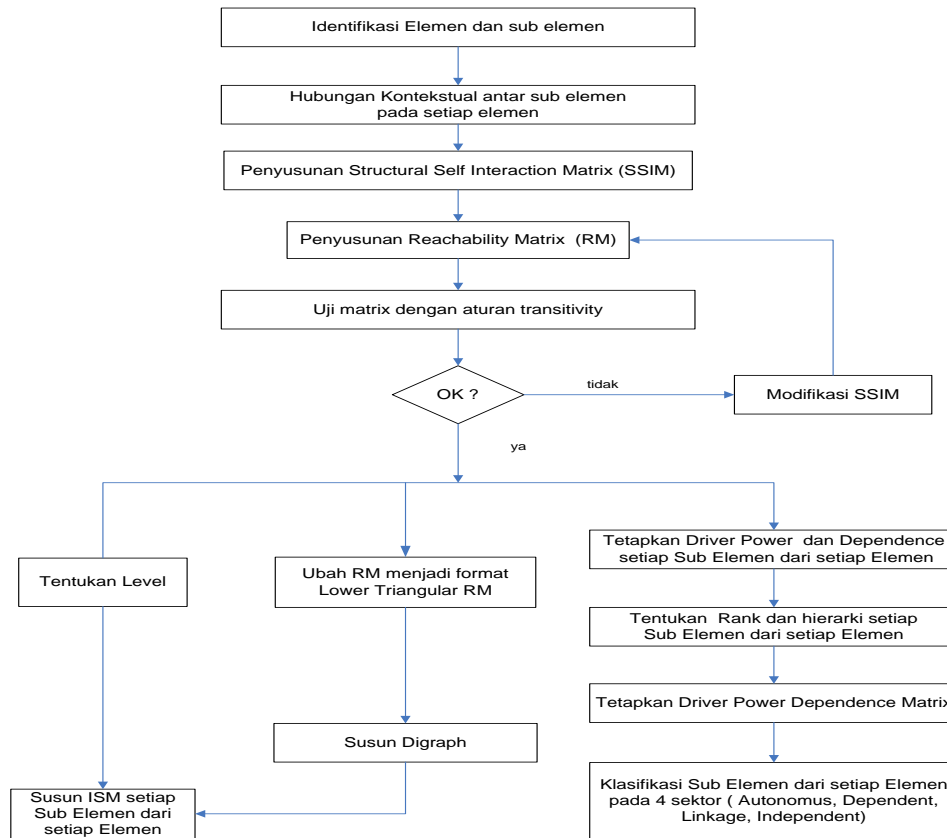 Identifikasi Elemen dan sub elemen
Hubungan Kontekstual antar sub elemen
pada setiap elemen
Penyusunan Structural Self Interaction Matrix (SSIM)
Penyusunan Reachability Matrix (RM)
Uji matrix dengan aturan transitivity
OK ?
tidak
Modifikasi SSIM
ya
Tentukan Level
Ubah RM menjadi format
Lower Triangular RM
Tetapkan Driver Power dan Dependence
setiap Sub Elemen dari setiap Elemen
Tentukan Rank dan hierarki setiap
Sub Elemen dari setiap Elemen
Tetapkan Driver Power Dependence Matrix
Susun Digraph
Susun ISM setiap
Sub Elemen dari
setiap Elemen
Klasifikasi Sub Elemen dari setiap Elemen
pada 4 sektor ( Autonomus, Dependent,
Linkage, Independent)